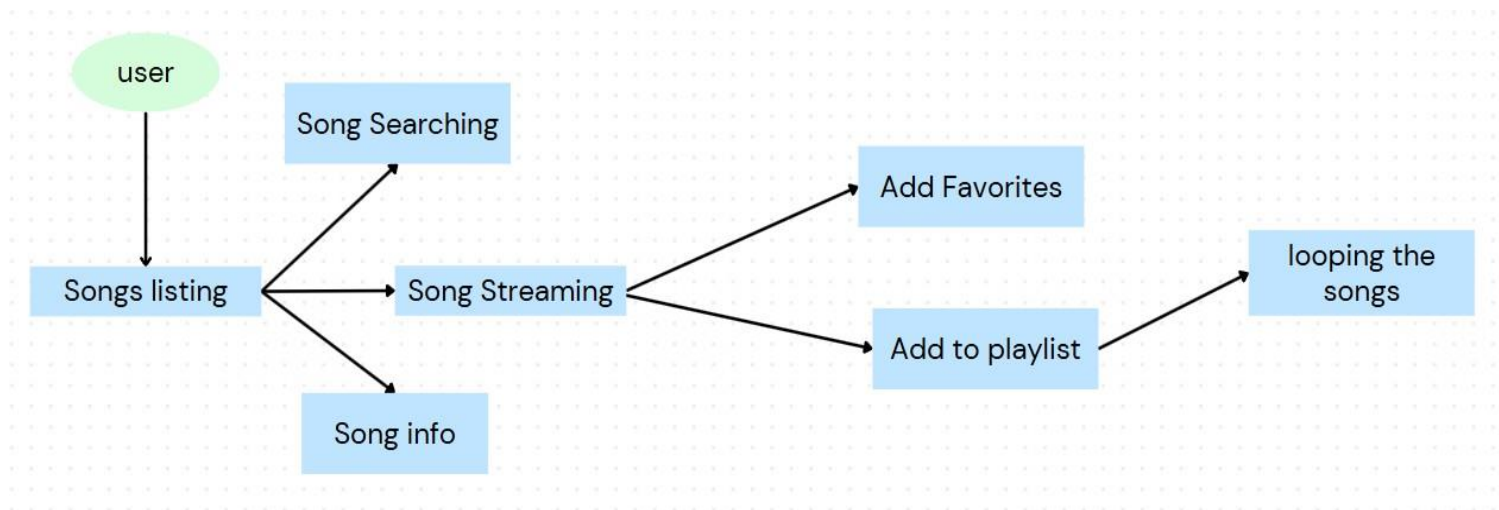 user
Song Searching
Add Favorites
looping the
songs
Songs listing
Song Streaming
Add to playlist
Song info